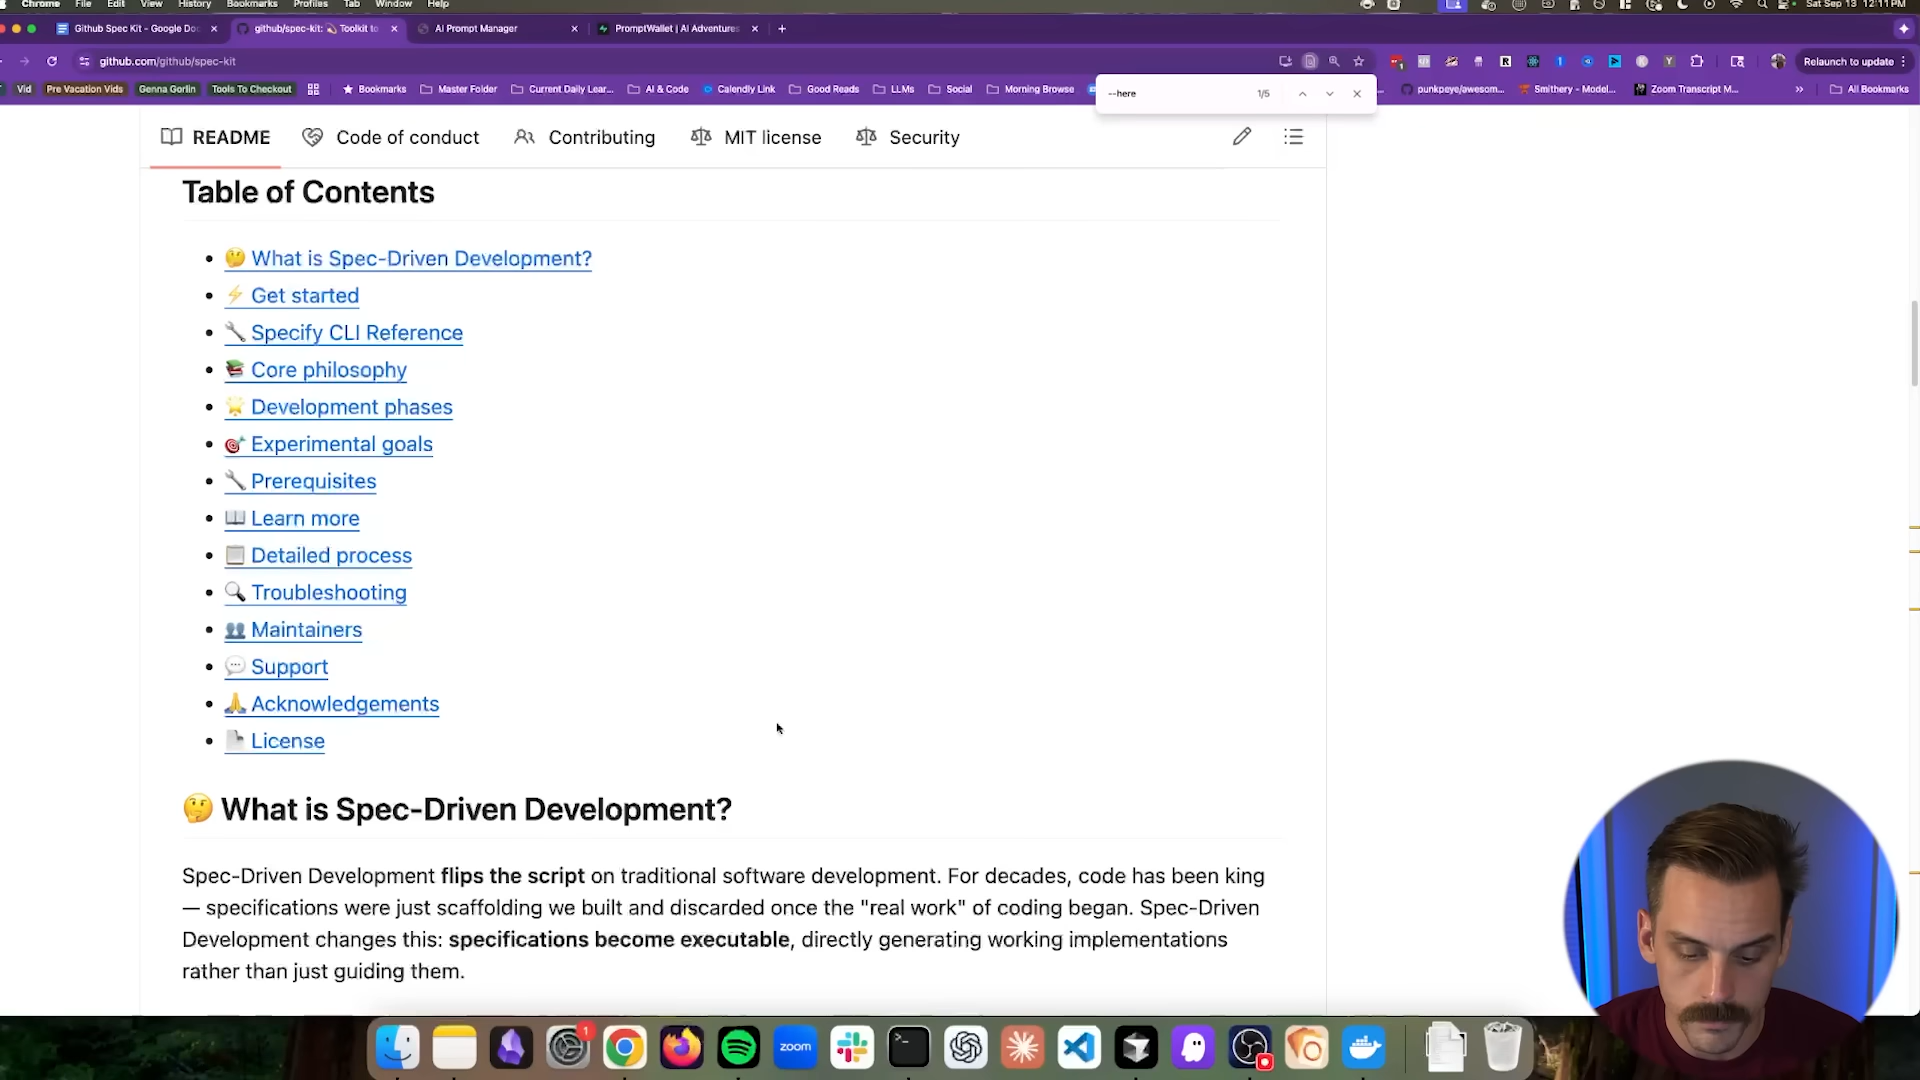 Chrome File Edit View History Bookmarks Profiles Tab Window Help Sat Sep 13 12:11 PM
Github Spec Kit - Google Doc github/spec-kit: 💫 Toolkit to AI Prompt Manager PromptWallet | AI Adventures
github.com/github/spec-kit Relaunch to update
Vid Pre Vacation Vids Genna Gorlin Tools To Checkout Bookmarks Master Folder Current Daily Lear... AI & Code Calendly Link Good Reads LLMs Social Morning Browse punkpeye/awesom... Smithery - Model... Zoom Transcript M... » All Bookmarks
--here 1/5
README Code of conduct Contributing MIT license Security
Table of Contents
🤔 What is Spec-Driven Development?
⚡ Get started
🔧 Specify CLI Reference
📚 Core philosophy
🌟 Development phases
🎯 Experimental goals
🔧 Prerequisites
📖 Learn more
📋 Detailed process
🔍 Troubleshooting
👥 Maintainers
💬 Support
🙏 Acknowledgements
📄 License
🤔 What is Spec-Driven Development?
Spec-Driven Development flips the script on traditional software development. For decades, code has been king
— specifications were just scaffolding we built and discarded once the "real work" of coding began. Spec-Driven
Development changes this: specifications become executable, directly generating working implementations
rather than just guiding them.
1
zoom